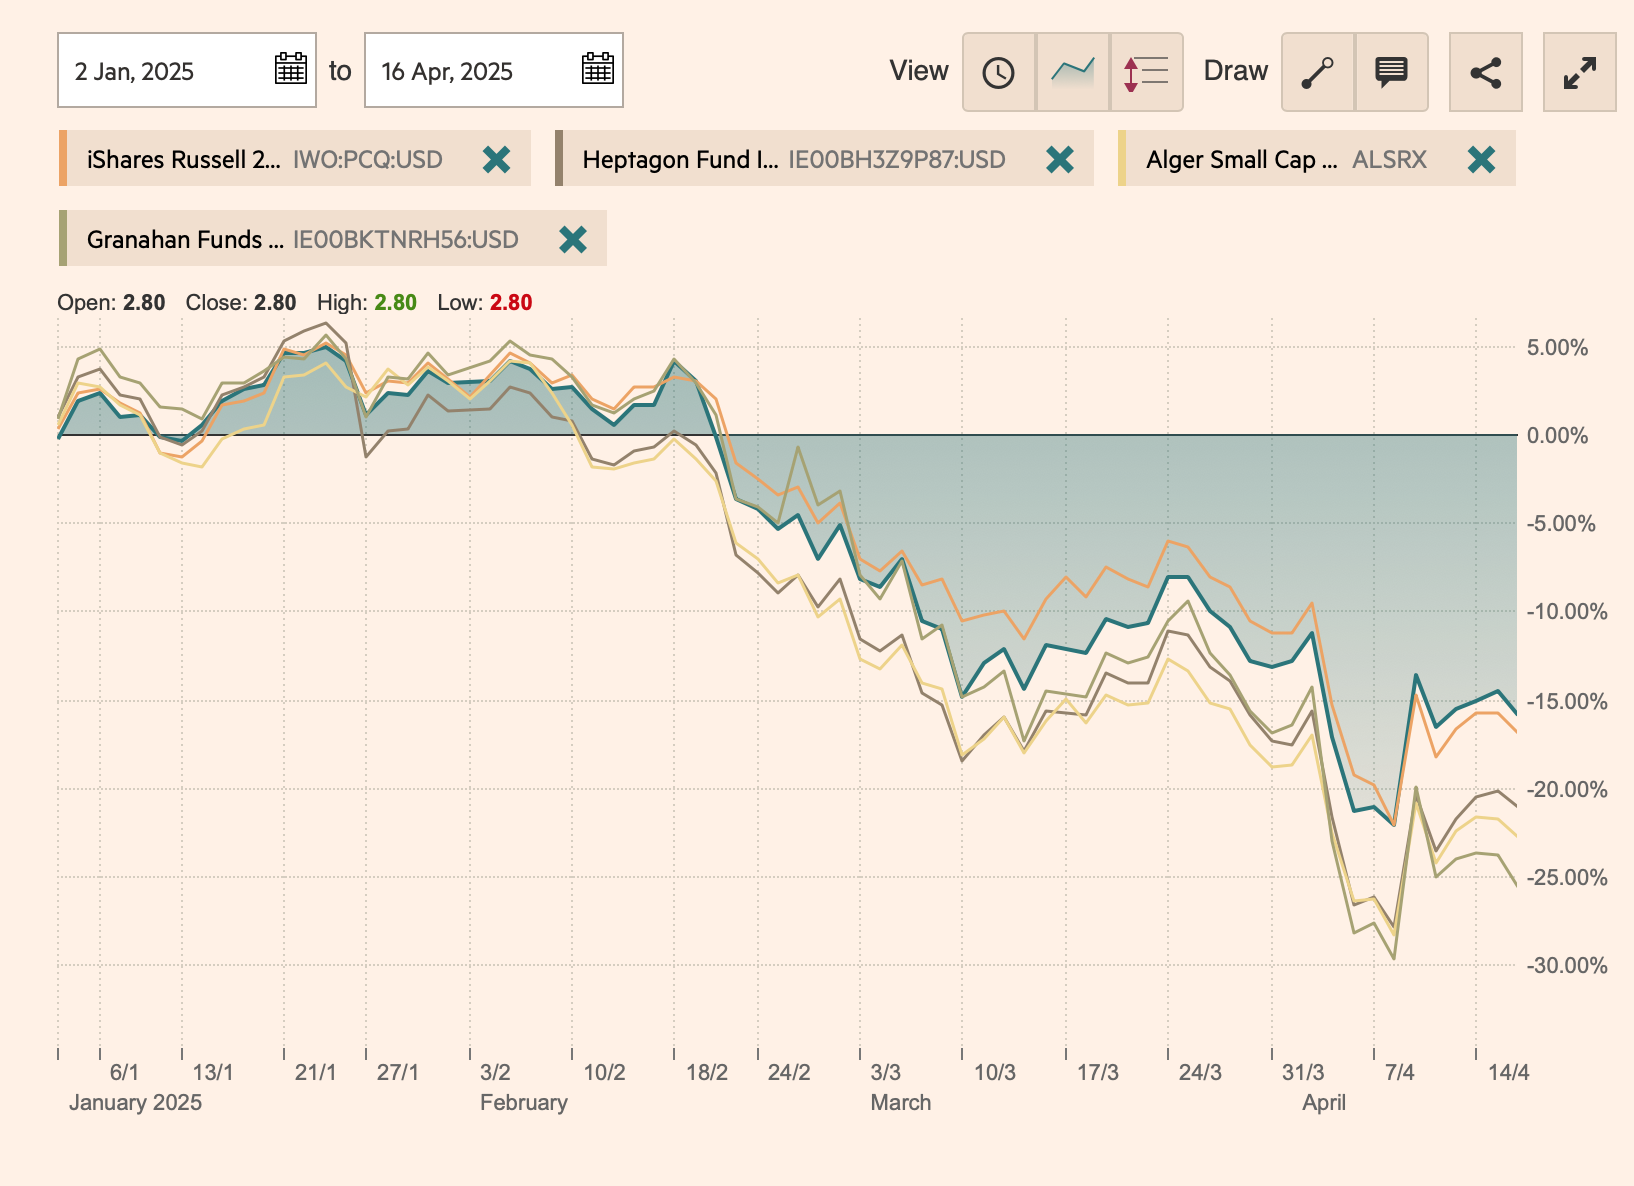 2 Jan, 2025 to 16 Apr, 2025 View Draw
iShares Russell 2... IWO:PCQ:USD Heptagon Fund I... IE00BH3Z9P87:USD Alger Small Cap ... ALSRX
Granahan Funds ... IE00BKTNRH56:USD
Open: 2.80 Close: 2.80 High: 2.80 Low: 2.80
5.00%
0.00%
-5.00%
-10.00%
-15.00%
-20.00%
-25.00%
-30.00%
6/1 13/1 21/1 27/1 3/2 10/2 18/2 24/2 3/3 10/3 17/3 24/3 31/3 7/4 14/4
January 2025 February March April